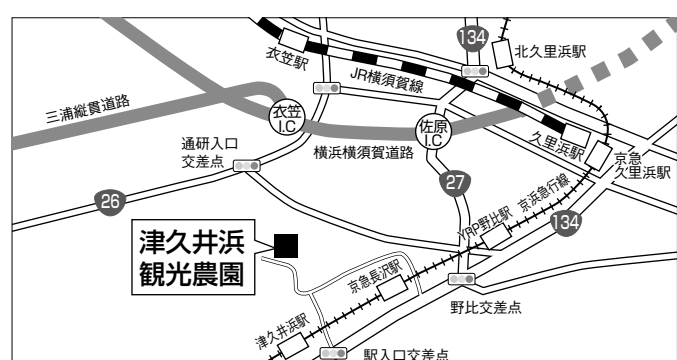 134
北久里浜駅
衣笠駅
JR横須賀線
三浦縦貫道路
衣笠
I.C
佐原
I.C
久里浜駅
通研入口
交差点
横浜横須賀道路
京急
久里浜駅
27
26
YRP野比駅
京浜急行線
134
津久井浜
観光農園
京急長沢駅
野比交差点
津久井浜駅
駅入口交差点